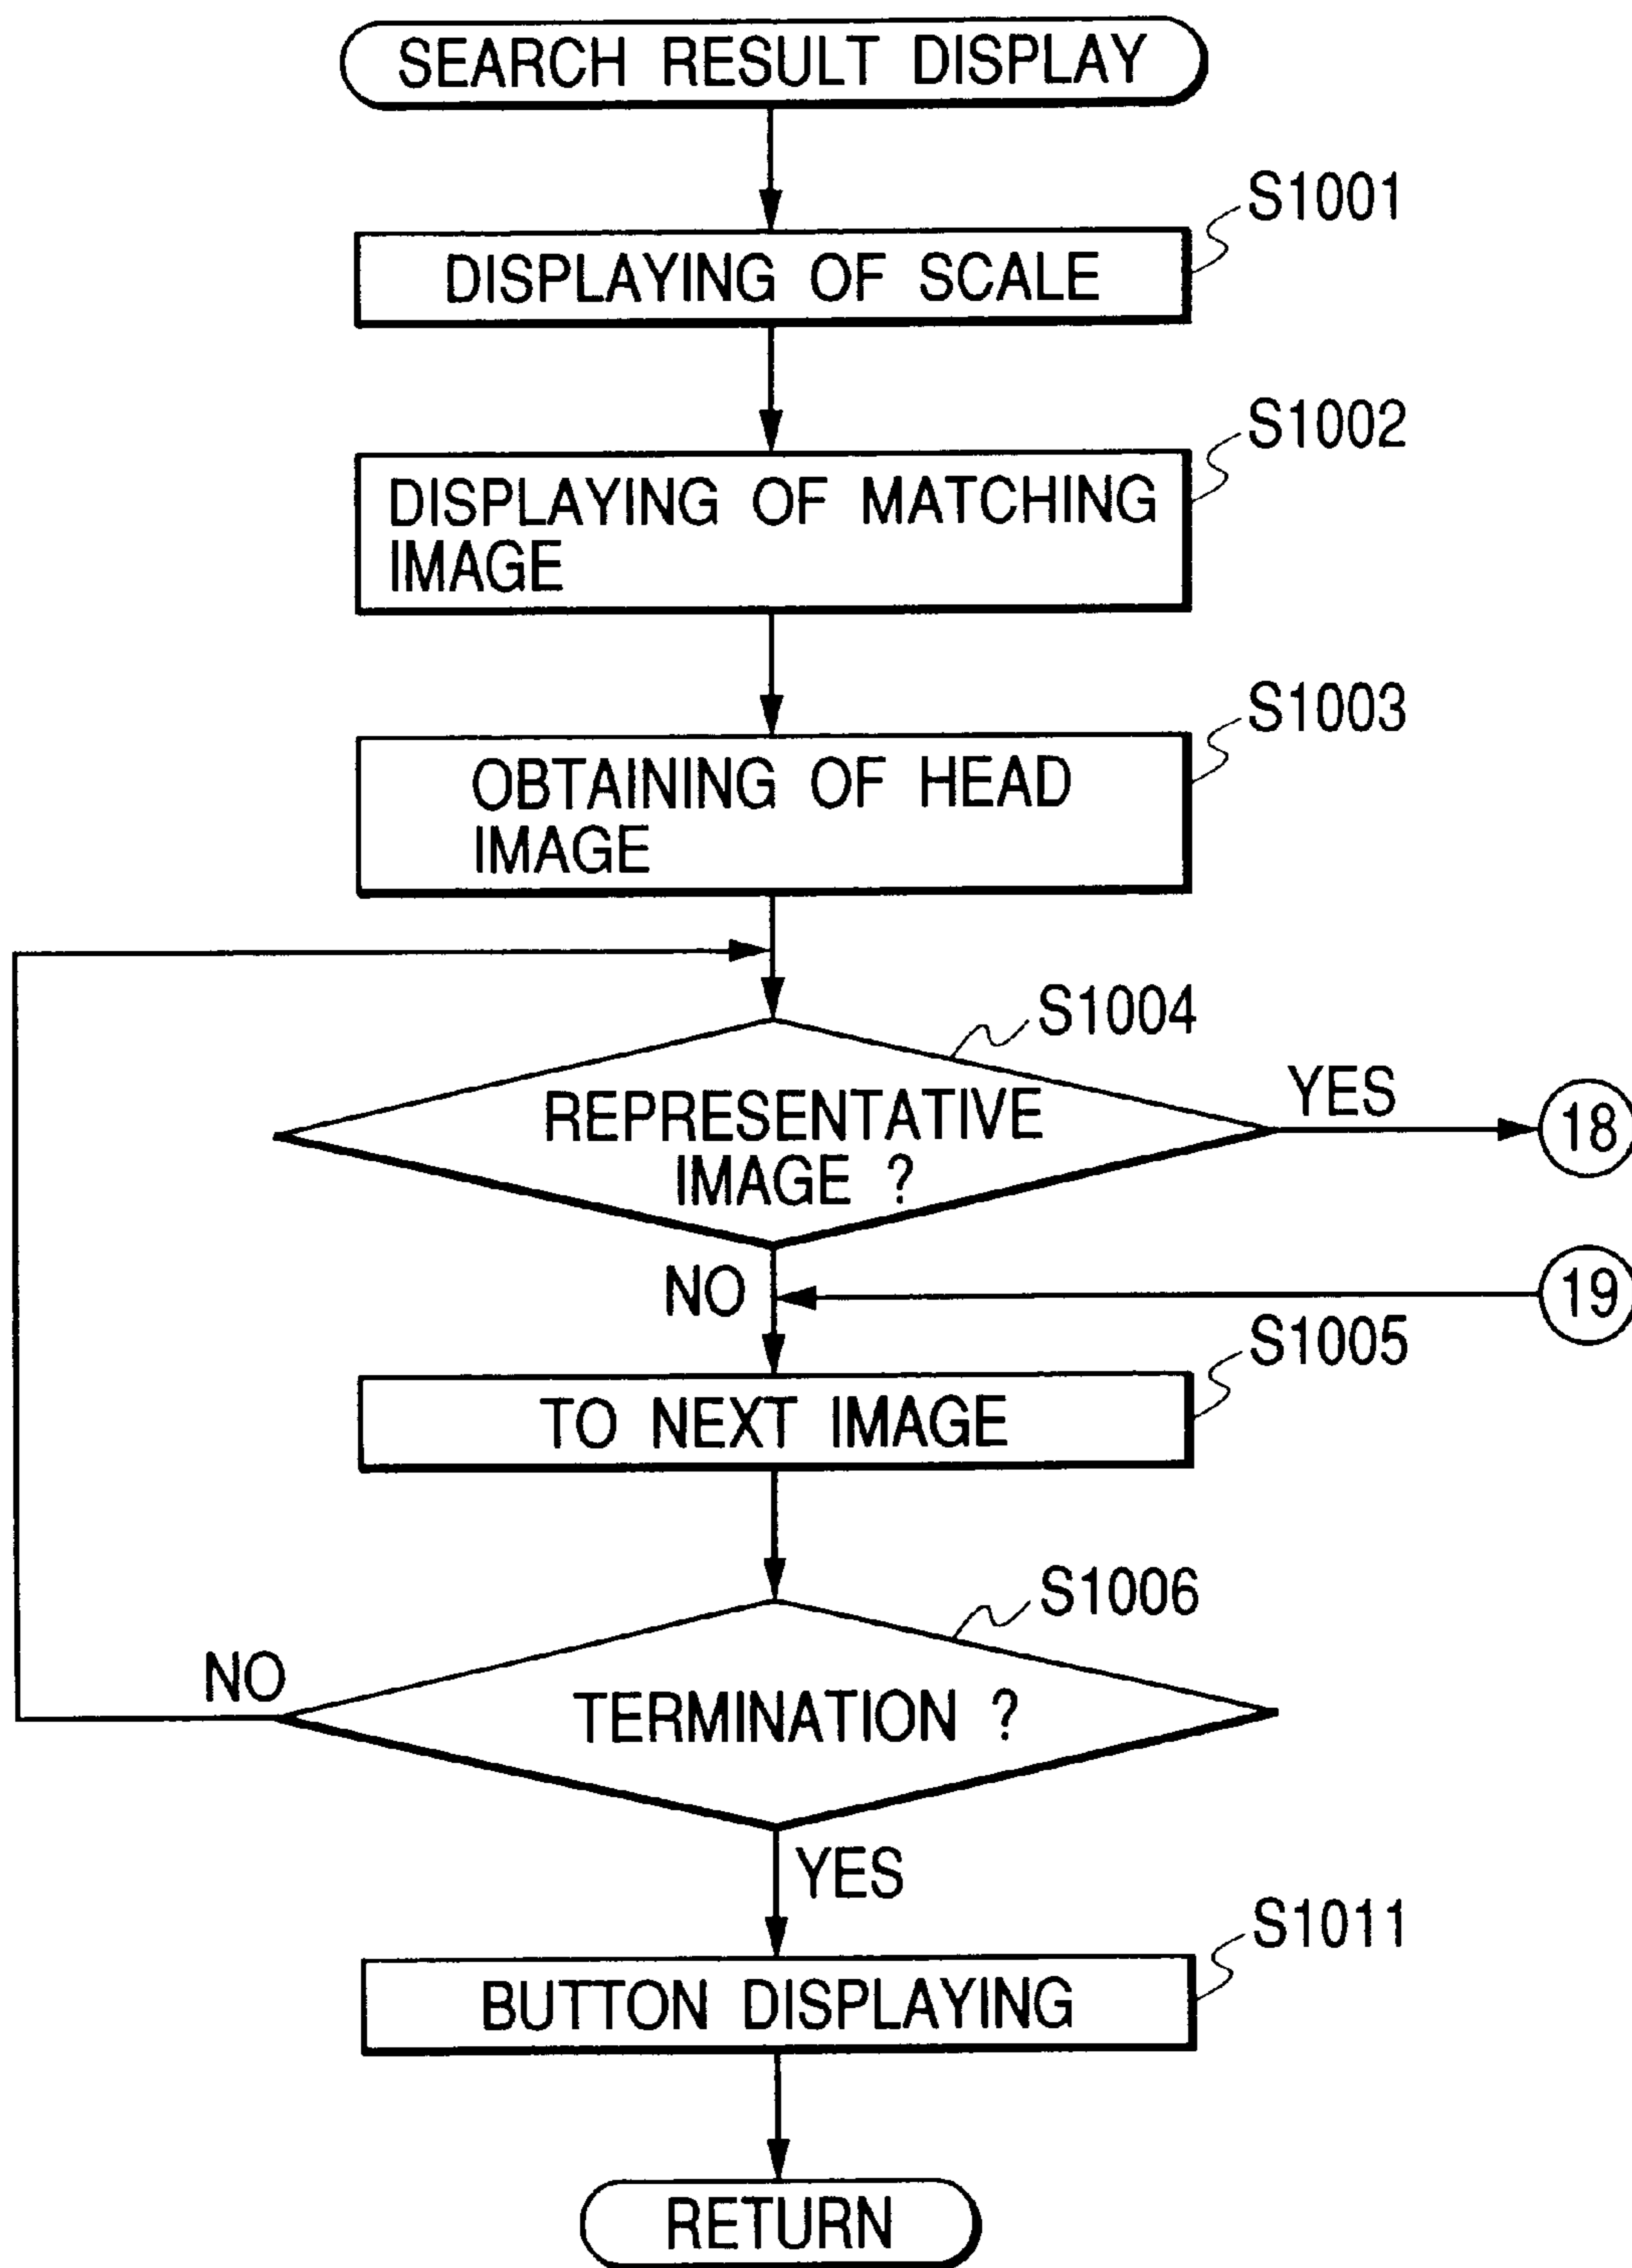 SEARCH RESULT DISPLAY
S1001
DISPLAYING OF SCALE
S1002
DISPLAYING OF MATCHING
IMAGE
S1003
OBTAINING OF HEAD
IMAGE
S1004
REPRESENTATIVE
IMAGE ?
YES
18
NO
19
S1005
TO NEXT IMAGE
S1006
NO
TERMINATION ?
YES
S1011
BUTTON DISPLAYING
RETURN